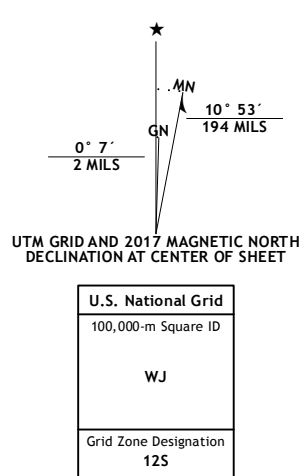 ★
MN
10° 53´
194 MILS
GN
0° 7´
2 MILS
UTM GRID AND 2017 MAGNETIC NORTH
DECLINATION AT CENTER OF SHEET
U.S. National Grid
100,000-m Square ID
WJ
Grid Zone Designation
12S